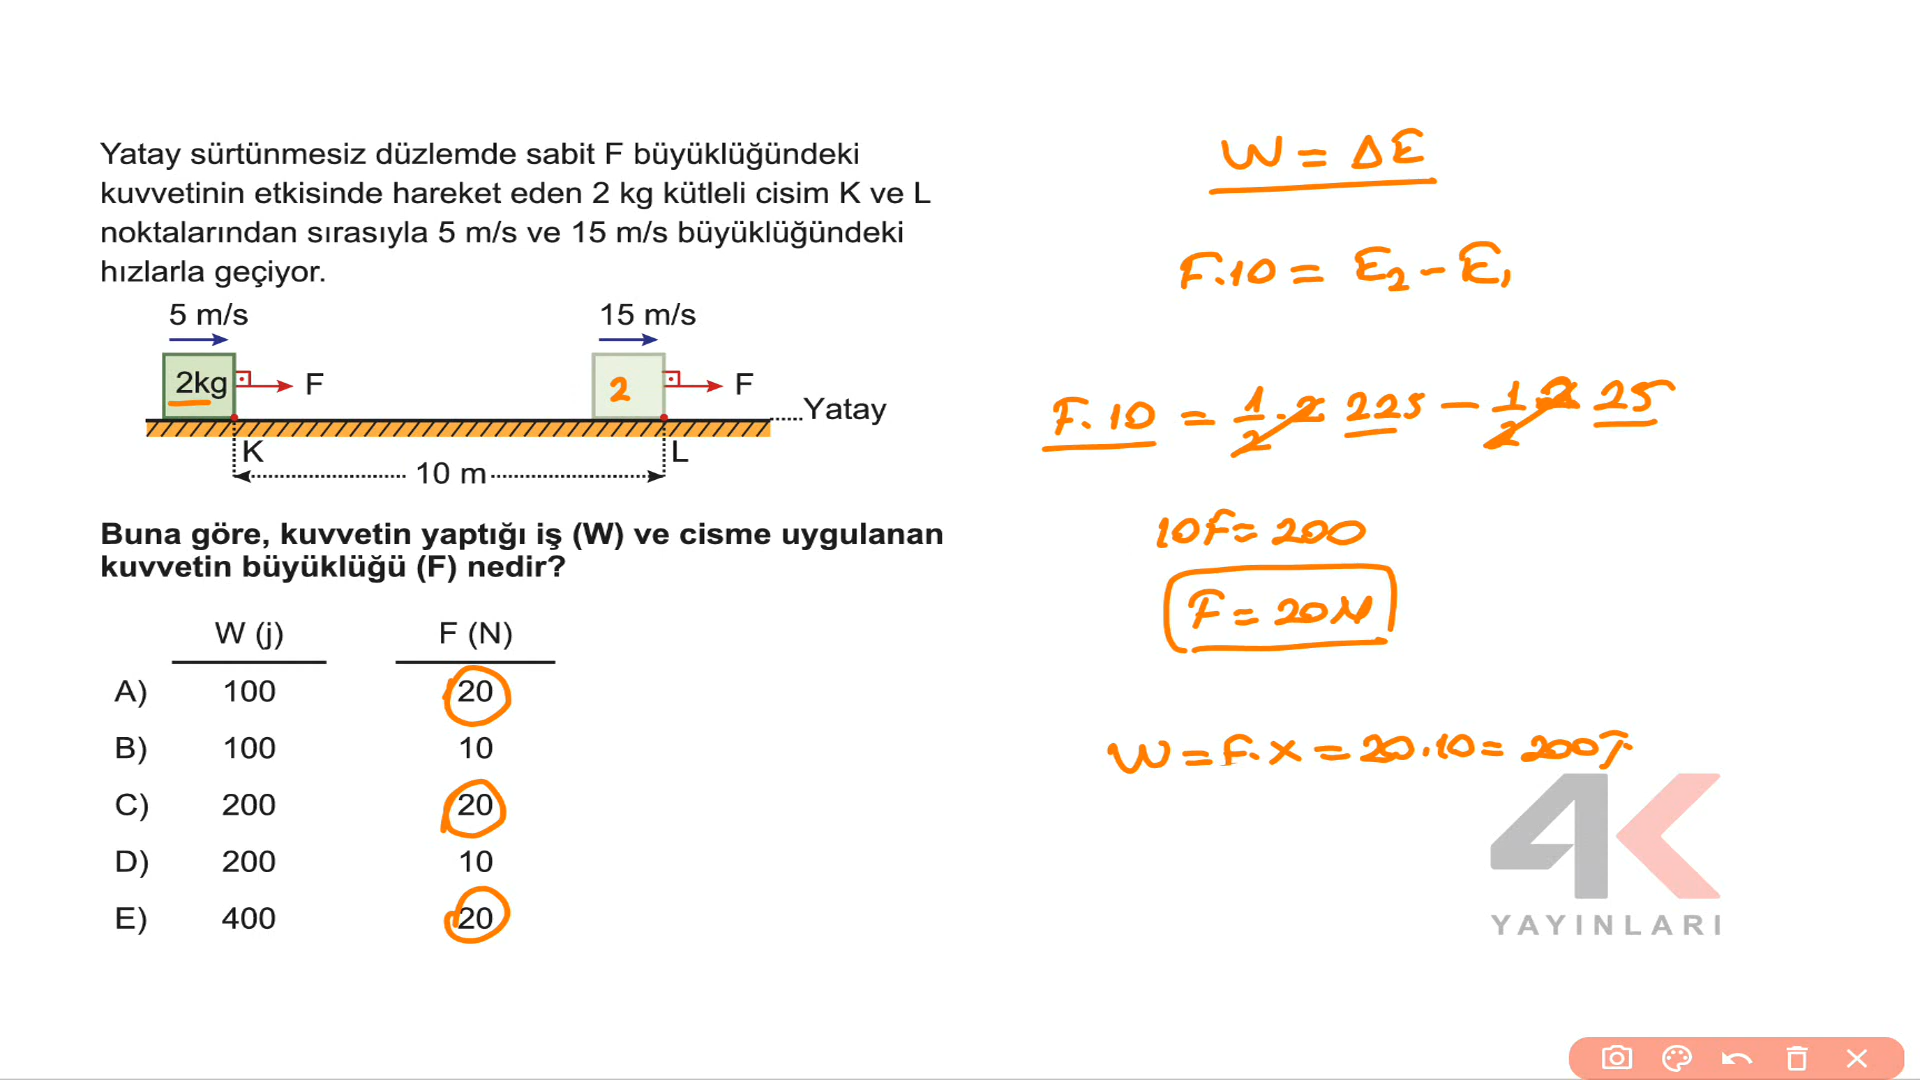 Yatay sürtünmesiz düzlemde sabit F büyüklüğündeki
kuvvetinin etkisinde hareket eden 2 kg kütleli cisim K ve L
noktalarından sırasıyla 5 m/s ve 15 m/s büyüklüğündeki
hızlarla geçiyor.
5 m/s 15 m/s
2kg F 2 F
Yatay
K L
10 m
Buna göre, kuvvetin yaptığı iş (W) ve cisme uygulanan
kuvvetin büyüklüğü (F) nedir?
W (j) F (N)
A) 100 20
B) 100 10
C) 200 20
D) 200 10
E) 400 20
W = ΔE
F.10 = E₂ - E₁
F.10 = 1/2 . 2 225 - 1/2 . 2 25
10F = 200
F = 20N
W = F. X = 20.10 = 200J
4K
YAYINLARI